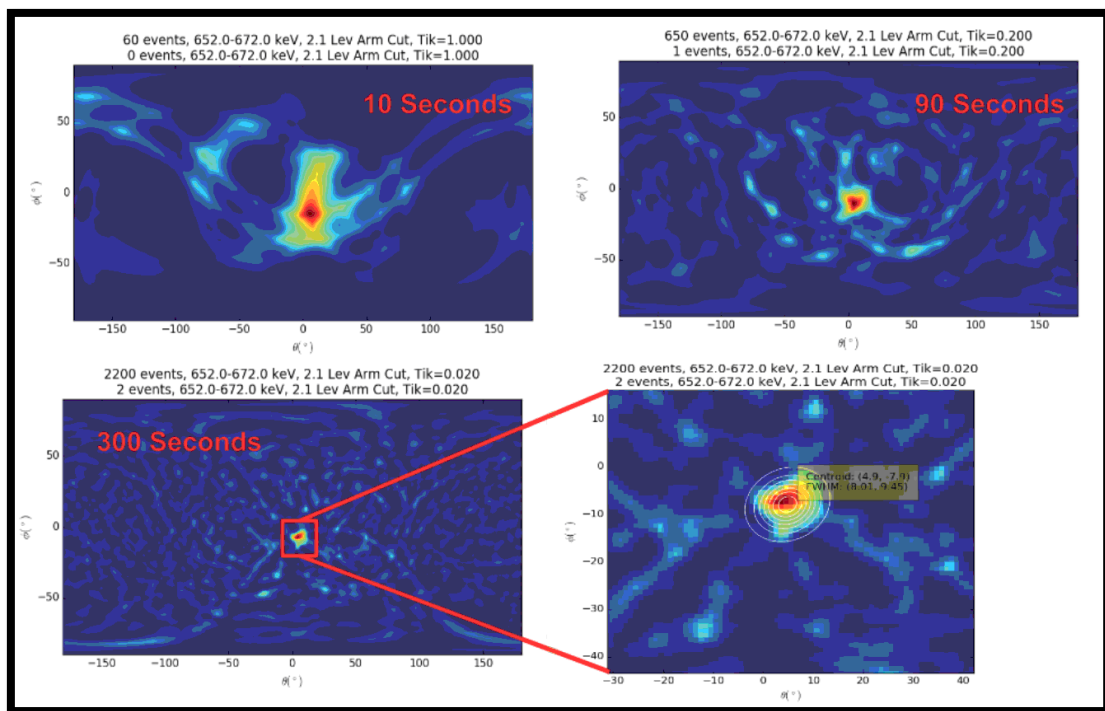 60 events, 652.0-672.0 keV, 2.1 Lev Arm Cut, Tik=1.000
0 events, 652.0-672.0 keV, 2.1 Lev Arm Cut, Tik=1.000
10 Seconds
50
0
−50
ϕ(°)
−150 −100 −50 0 50 100 150
θ(°)
650 events, 652.0-672.0 keV, 2.1 Lev Arm Cut, Tik=0.200
1 events, 652.0-672.0 keV, 2.1 Lev Arm Cut, Tik=0.200
90 Seconds
50
0
−50
ϕ(°)
−150 −100 −50 0 50 100 150
θ(°)
2200 events, 652.0-672.0 keV, 2.1 Lev Arm Cut, Tik=0.020
2 events, 652.0-672.0 keV, 2.1 Lev Arm Cut, Tik=0.020
300 Seconds
50
0
−50
ϕ(°)
−150 −100 −50 0 50 100 150
θ(°)
2200 events, 652.0-672.0 keV, 2.1 Lev Arm Cut, Tik=0.020
2 events, 652.0-672.0 keV, 2.1 Lev Arm Cut, Tik=0.020
10
0
−10
−20
−30
−40
ϕ(°)
Centroid: (4.9, -7.9)
FWHM: (8.01, 9.45)
−30 −20 −10 0 10 20 30 40
θ(°)